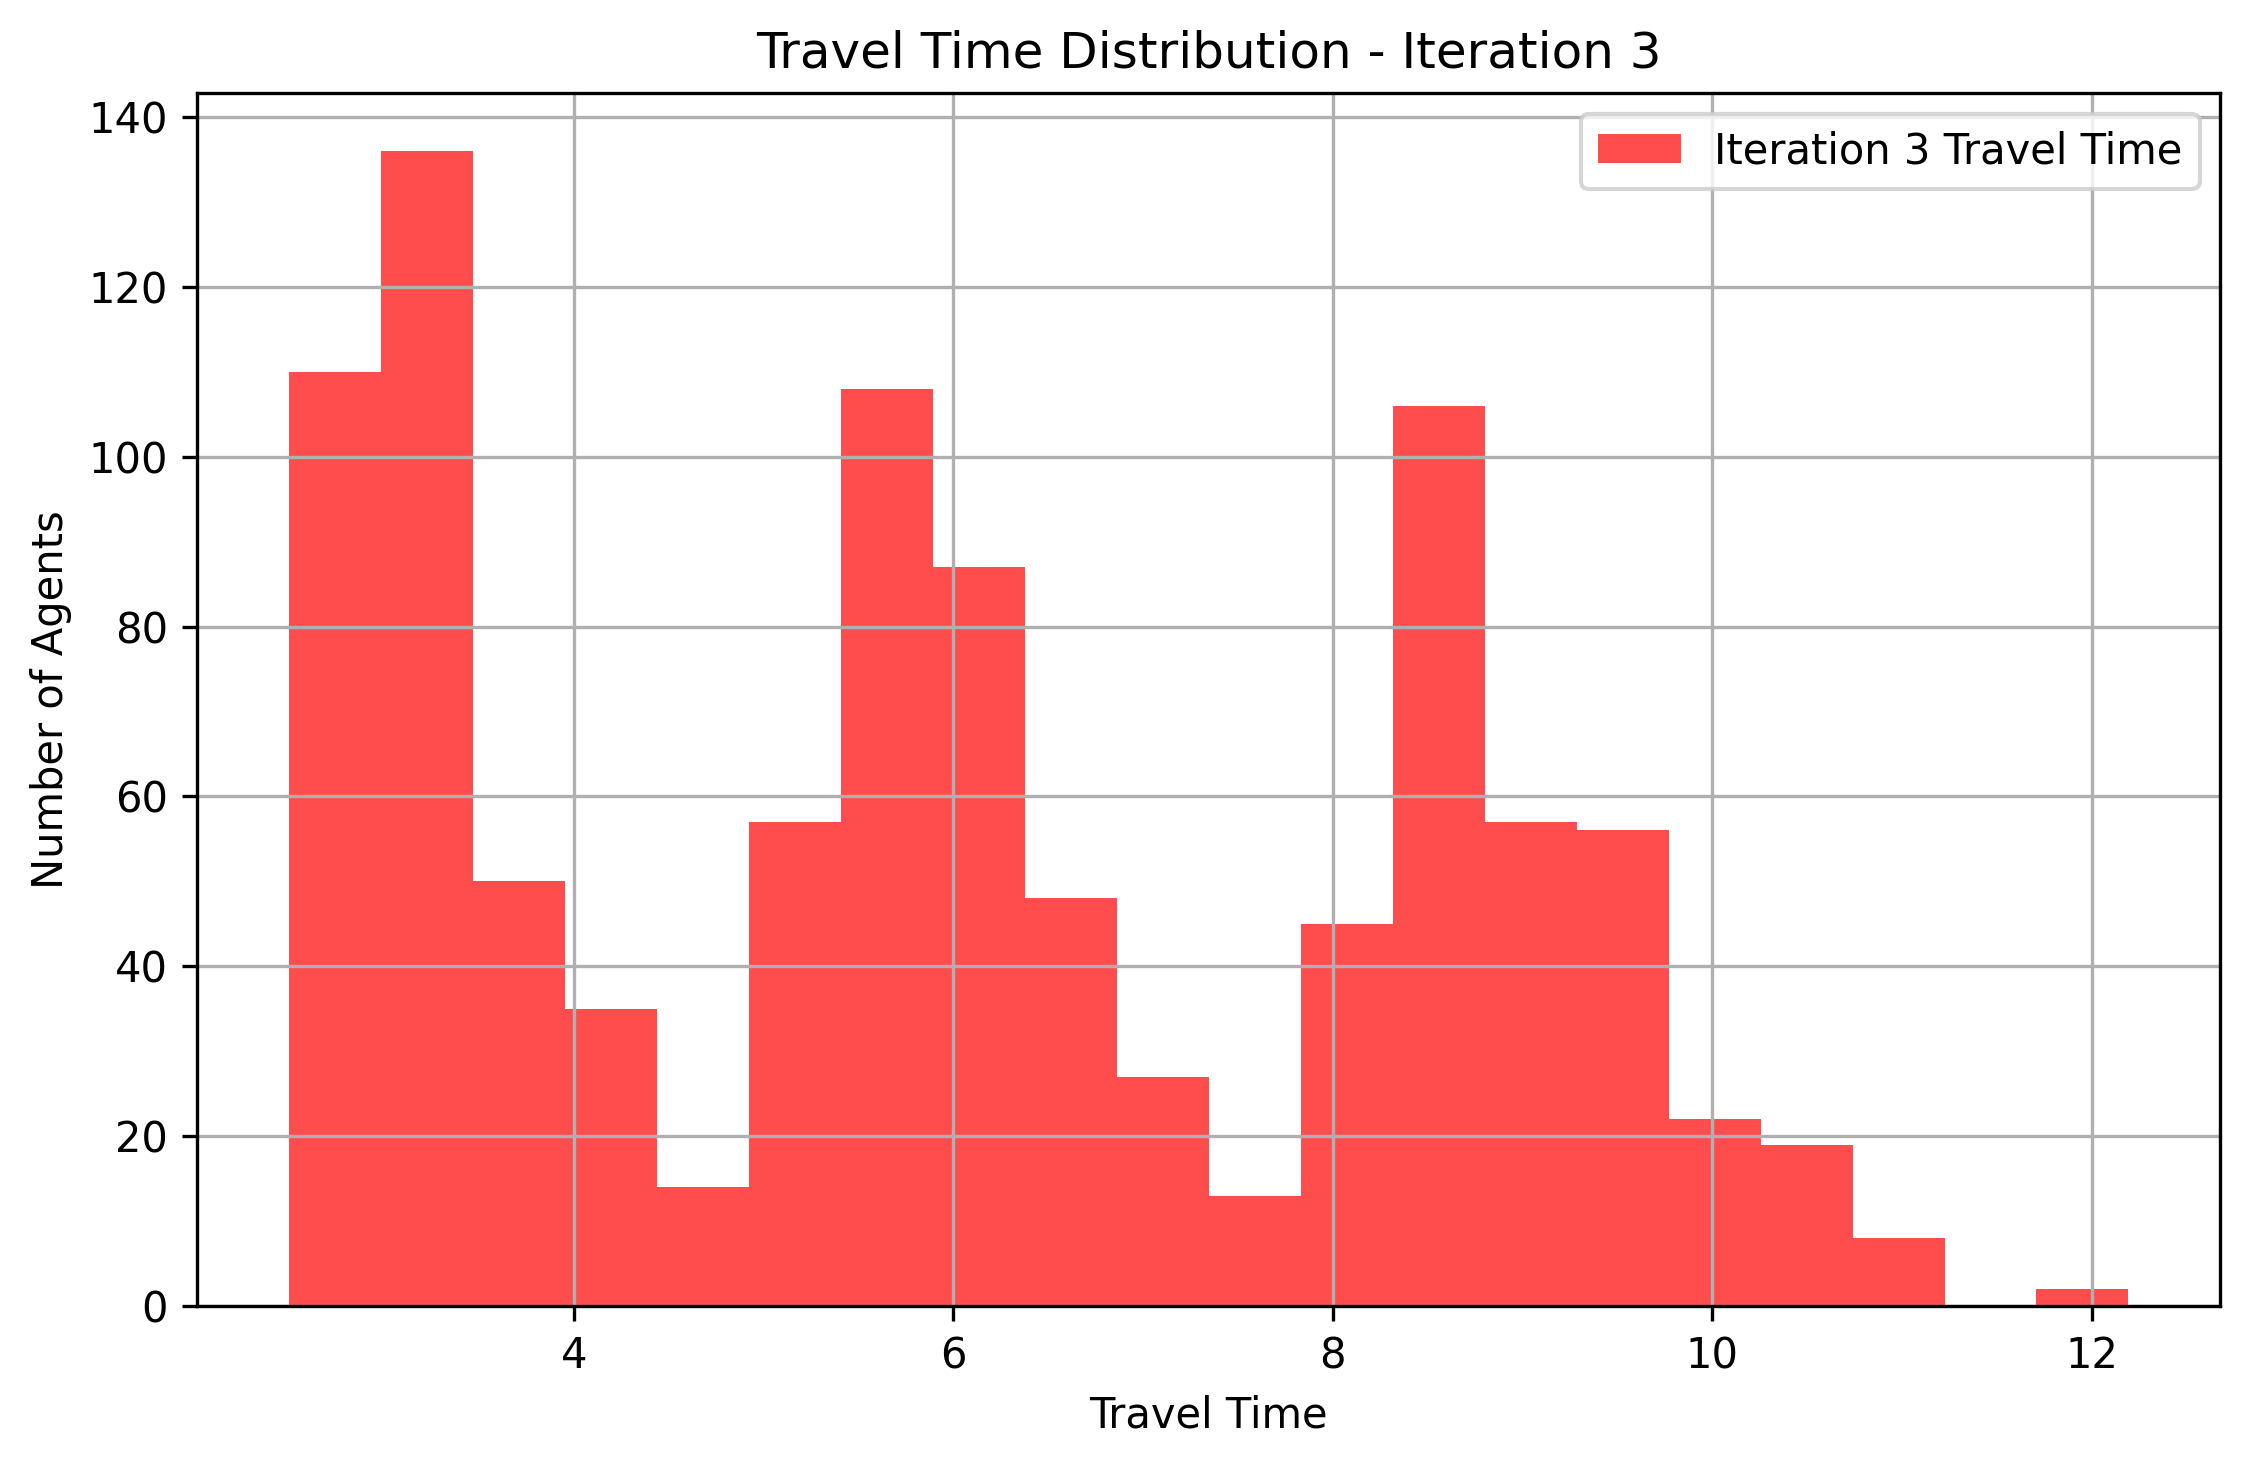 Travel Time Distribution - Iteration 3
Iteration 3 Travel Time
Number of Agents
140
120
100
80
60
40
20
0
4 6 8 10 12
Travel Time